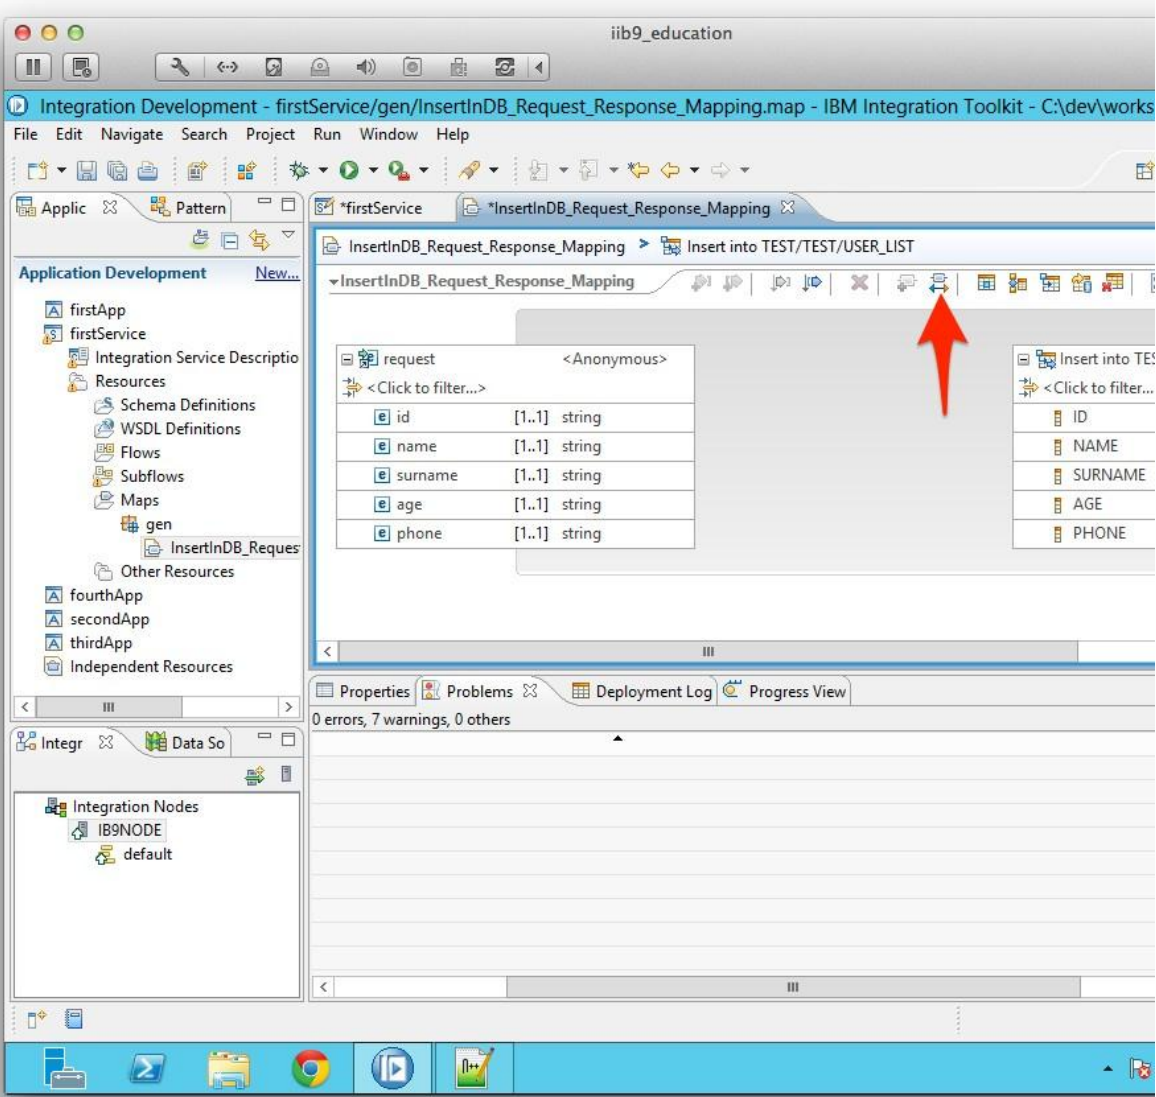 iib9_education
Integration Development - firstService/gen/InsertInDB_Request_Response_Mapping.map - IBM Integration Toolkit - C:\dev\works
File Edit Navigate Search Project Run Window Help
Applic Pattern
*firstService *InsertInDB_Request_Response_Mapping
InsertInDB_Request_Response_Mapping > Insert into TEST/TEST/USER_LIST
Application Development New...
InsertInDB_Request_Response_Mapping
firstApp
firstService
Integration Service Descriptio
Resources
Schema Definitions
WSDL Definitions
Flows
Subflows
Maps
gen
InsertInDB_Reques
Other Resources
fourthApp
secondApp
thirdApp
Independent Resources
request <Anonymous>
<Click to filter...>
e id [1..1] string
e name [1..1] string
e surname [1..1] string
e age [1..1] string
e phone [1..1] string
Insert into TES
<Click to filter...
ID
NAME
SURNAME
AGE
PHONE
Properties Problems Deployment Log Progress View
0 errors, 7 warnings, 0 others
Integr Data So
Integration Nodes
IB9NODE
default
n++